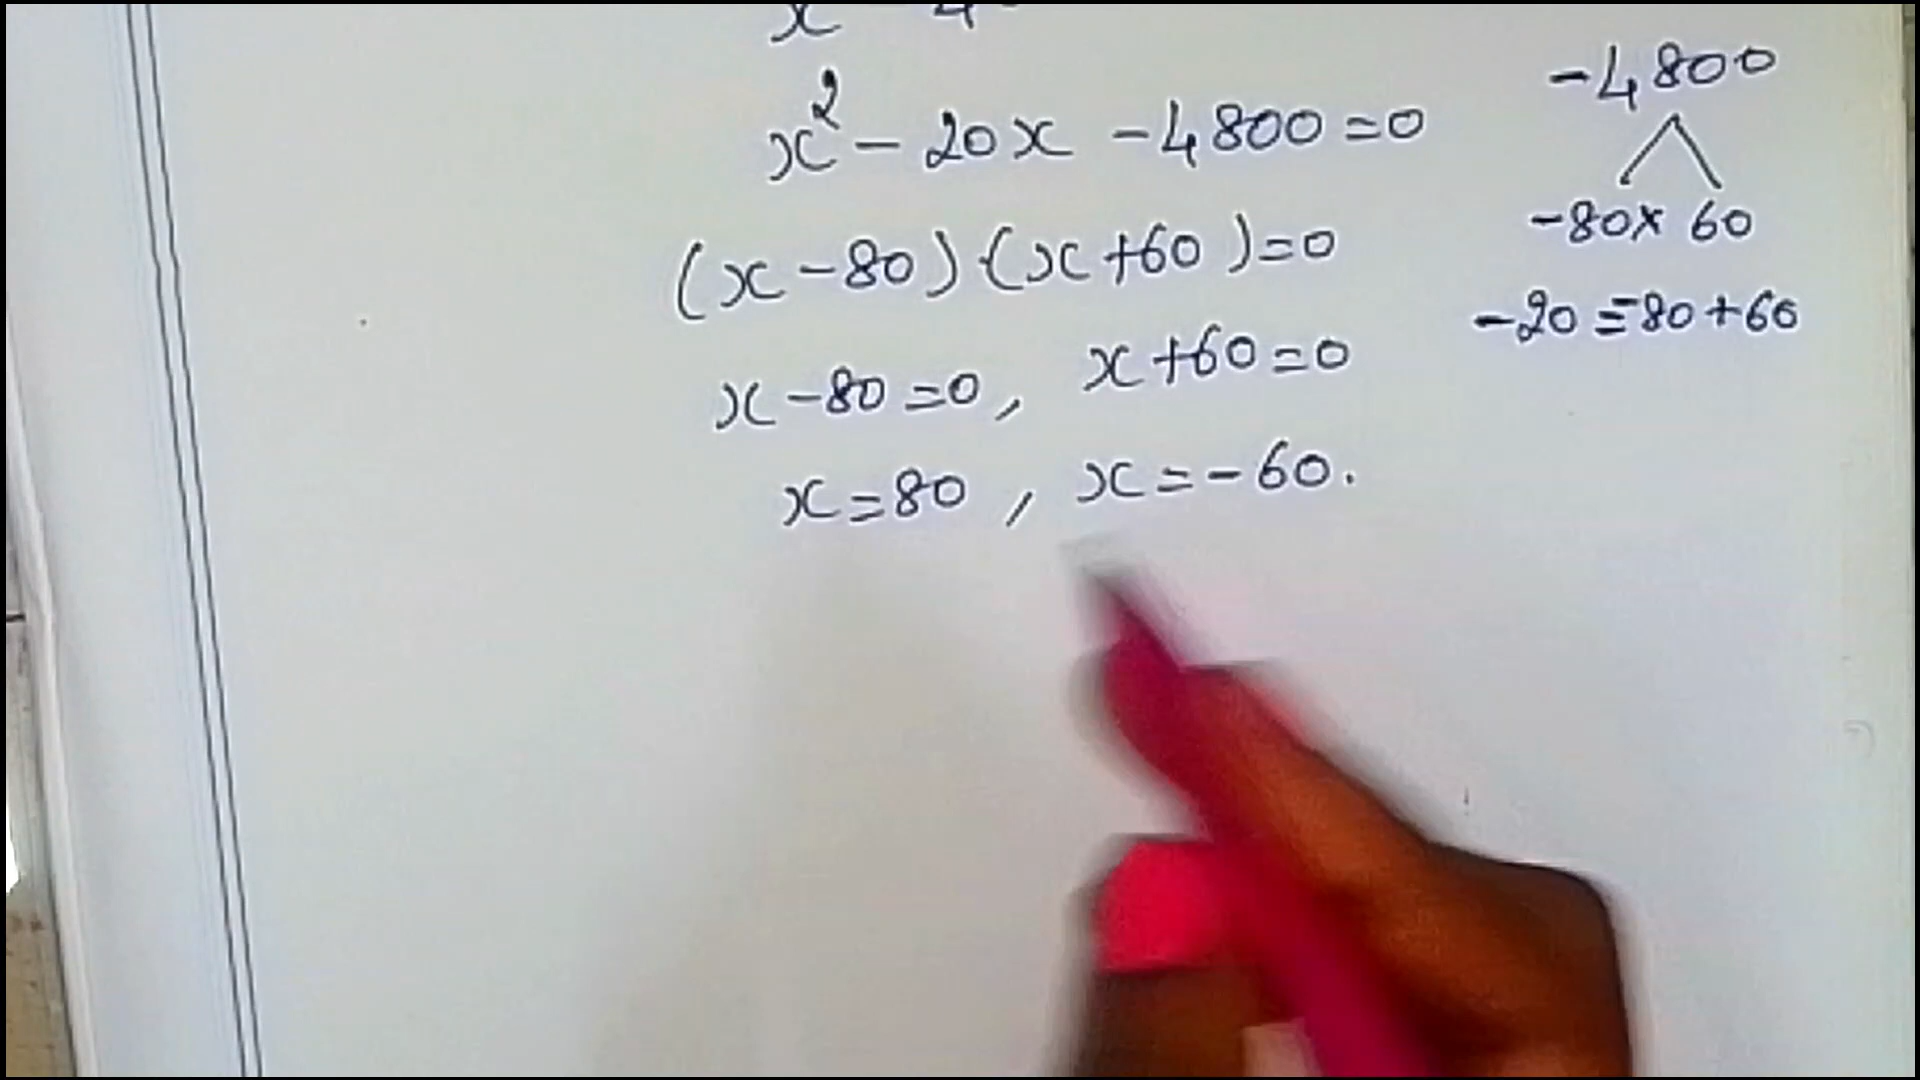 x² - 20x - 4800 = 0
(x - 80) (x + 60) = 0
x - 80 = 0, x + 60 = 0
x = 80, x = -60.
-4800
-80 × 60
-20 = -80 + 60